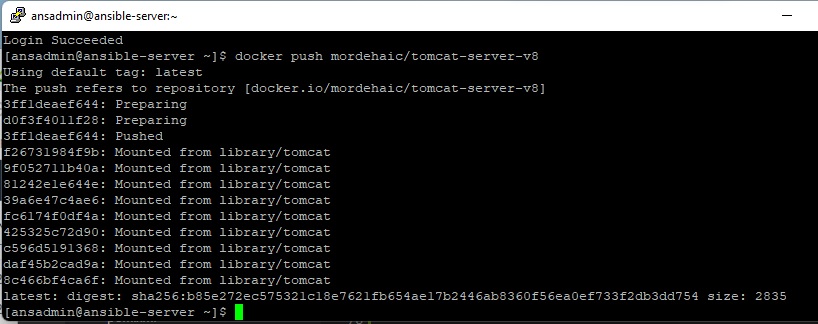 ansadmin@ansible-server:~
Login Succeeded
[ansadmin@ansible-server ~]$ docker push mordehaic/tomcat-server-v8
Using default tag: latest
The push refers to repository [docker.io/mordehaic/tomcat-server-v8]
3ff1deaef644: Preparing
d0f3f4011f28: Preparing
3ff1deaef644: Pushed
f26731984f9b: Mounted from library/tomcat
9f052711b40a: Mounted from library/tomcat
81242e1e644e: Mounted from library/tomcat
39a6e47c4ae6: Mounted from library/tomcat
fc6174f0df4a: Mounted from library/tomcat
425325c72d90: Mounted from library/tomcat
c596d5191368: Mounted from library/tomcat
daf45b2cad9a: Mounted from library/tomcat
8c466bf4ca6f: Mounted from library/tomcat
latest: digest: sha256:b85e272ec575321c18e7621fb654ae17b2446ab8360f56ea0ef733f2db3dd754 size: 2835
[ansadmin@ansible-server ~]$